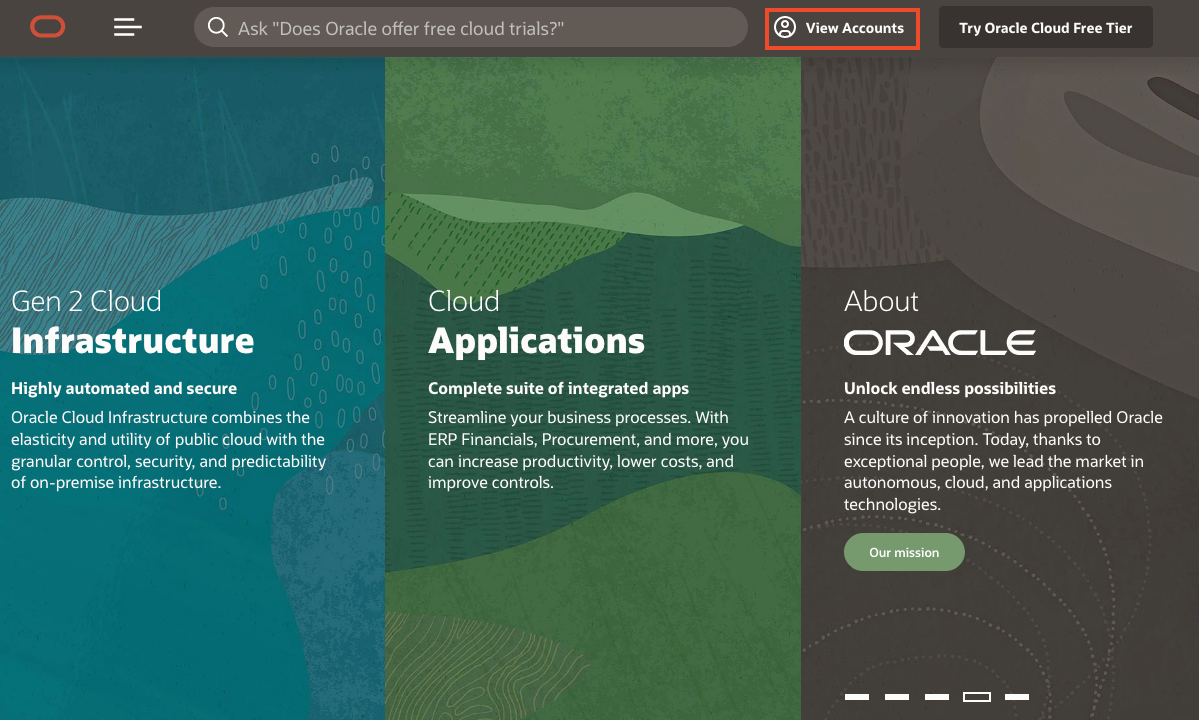 Ask "Does Oracle offer free cloud trials?"
View Accounts
Try Oracle Cloud Free Tier
Gen 2 Cloud
Infrastructure
Highly automated and secure
Oracle Cloud Infrastructure combines the
elasticity and utility of public cloud with the
granular control, security, and predictability
of on-premise infrastructure.
Cloud
Applications
Complete suite of integrated apps
Streamline your business processes. With
ERP Financials, Procurement, and more, you
can increase productivity, lower costs, and
improve controls.
About
ORACLE
Unlock endless possibilities
A culture of innovation has propelled Oracle
since its inception. Today, thanks to
exceptional people, we lead the market in
autonomous, cloud, and applications
technologies.
Our mission